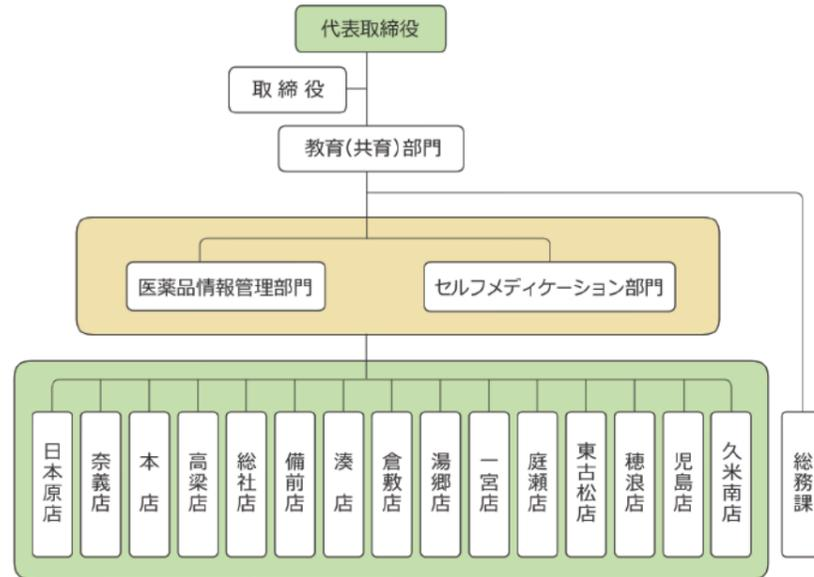 代表取締役
取 締 役
教育(共育)部門
医薬品情報管理部門
セルフメディケーション部門
日本原店
奈義店
本 店
高梁店
総社店
備前店
湊 店
倉敷店
湯郷店
一宮店
庭瀬店
東古松店
穂浪店
児島店
久米南店
総務課